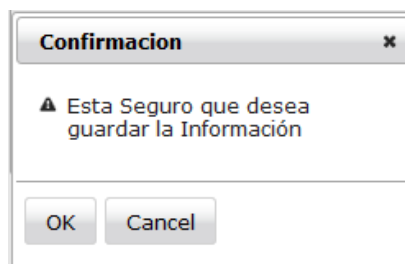 Confirmacion
Esta Seguro que desea
guardar la Información
OK Cancel